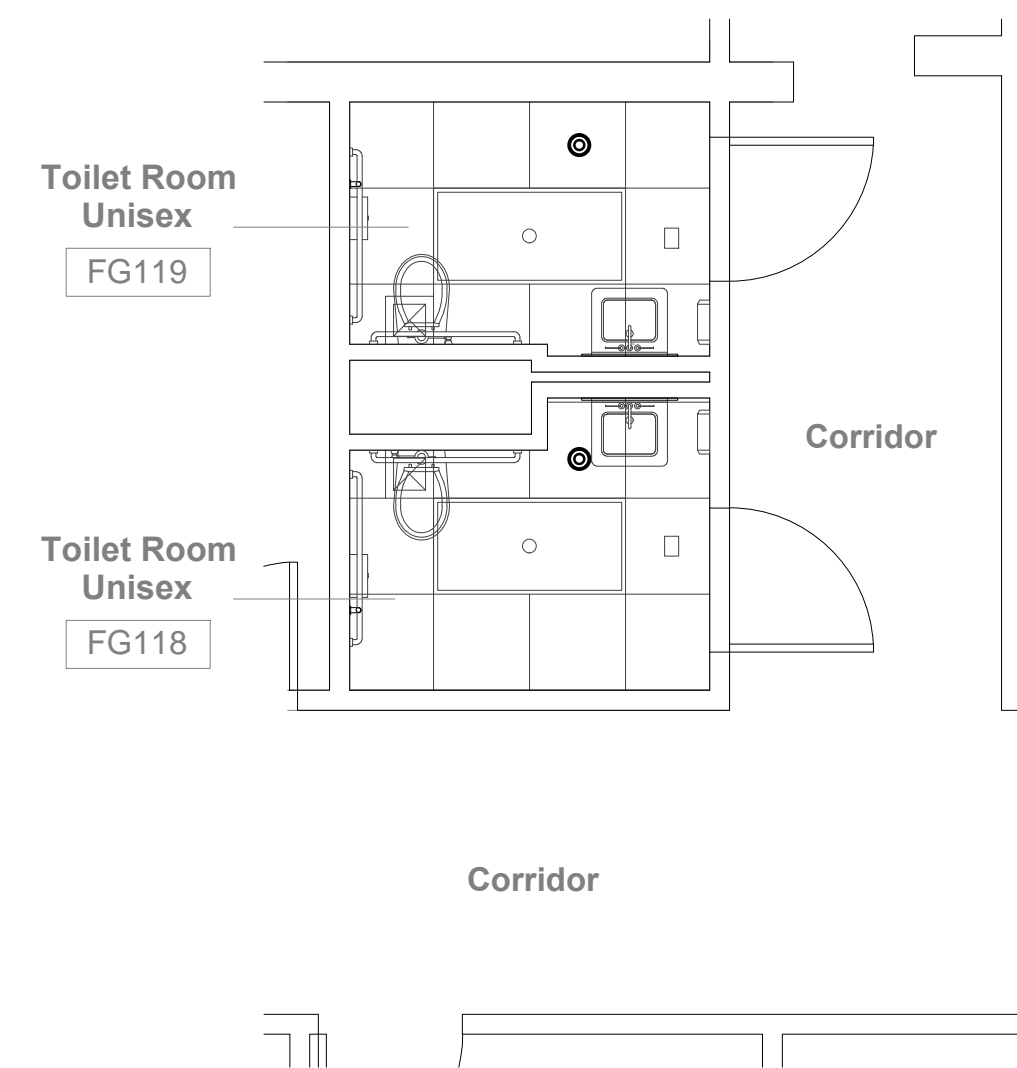 Toilet Room
Unisex
FG119
Corridor
Toilet Room
Unisex
FG118
Corridor